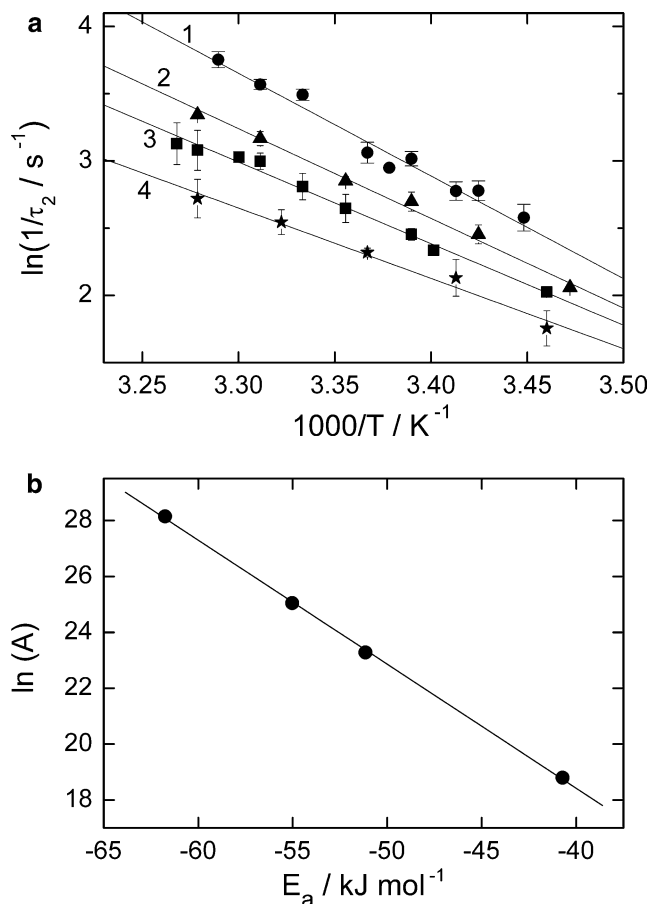 a
4
3
2
1
2
3
4
ln(1/τ₂ / s⁻¹)
3.25 3.30 3.35 3.40 3.45 3.50
1000/T / K⁻¹
b
28
26
24
22
20
18
ln (A)
-65 -60 -55 -50 -45 -40
Eₐ / kJ mol⁻¹